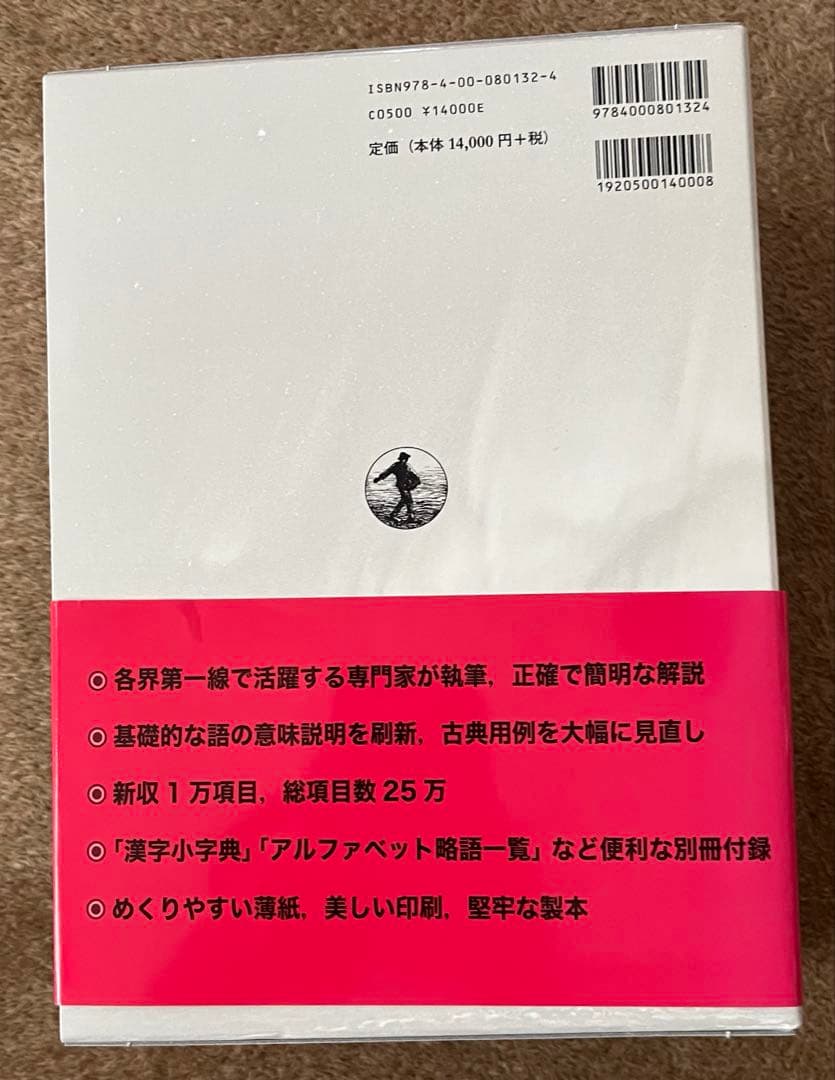 ISBN978-4-00-080132-4
C0500 ¥14000E
定価（本体 14,000 円＋税）
9784000801324
1920500140008
◉ 各界第一線で活躍する専門家が執筆，正確で簡明な解説
◉ 基礎的な語の意味説明を刷新，古典用例を大幅に見直し
◉ 新収 1 万項目，総項目数 25 万
◉ 「漢字小字典」「アルファベット略語一覧」など便利な別冊付録
◉ めくりやすい薄紙，美しい印刷，堅牢な製本